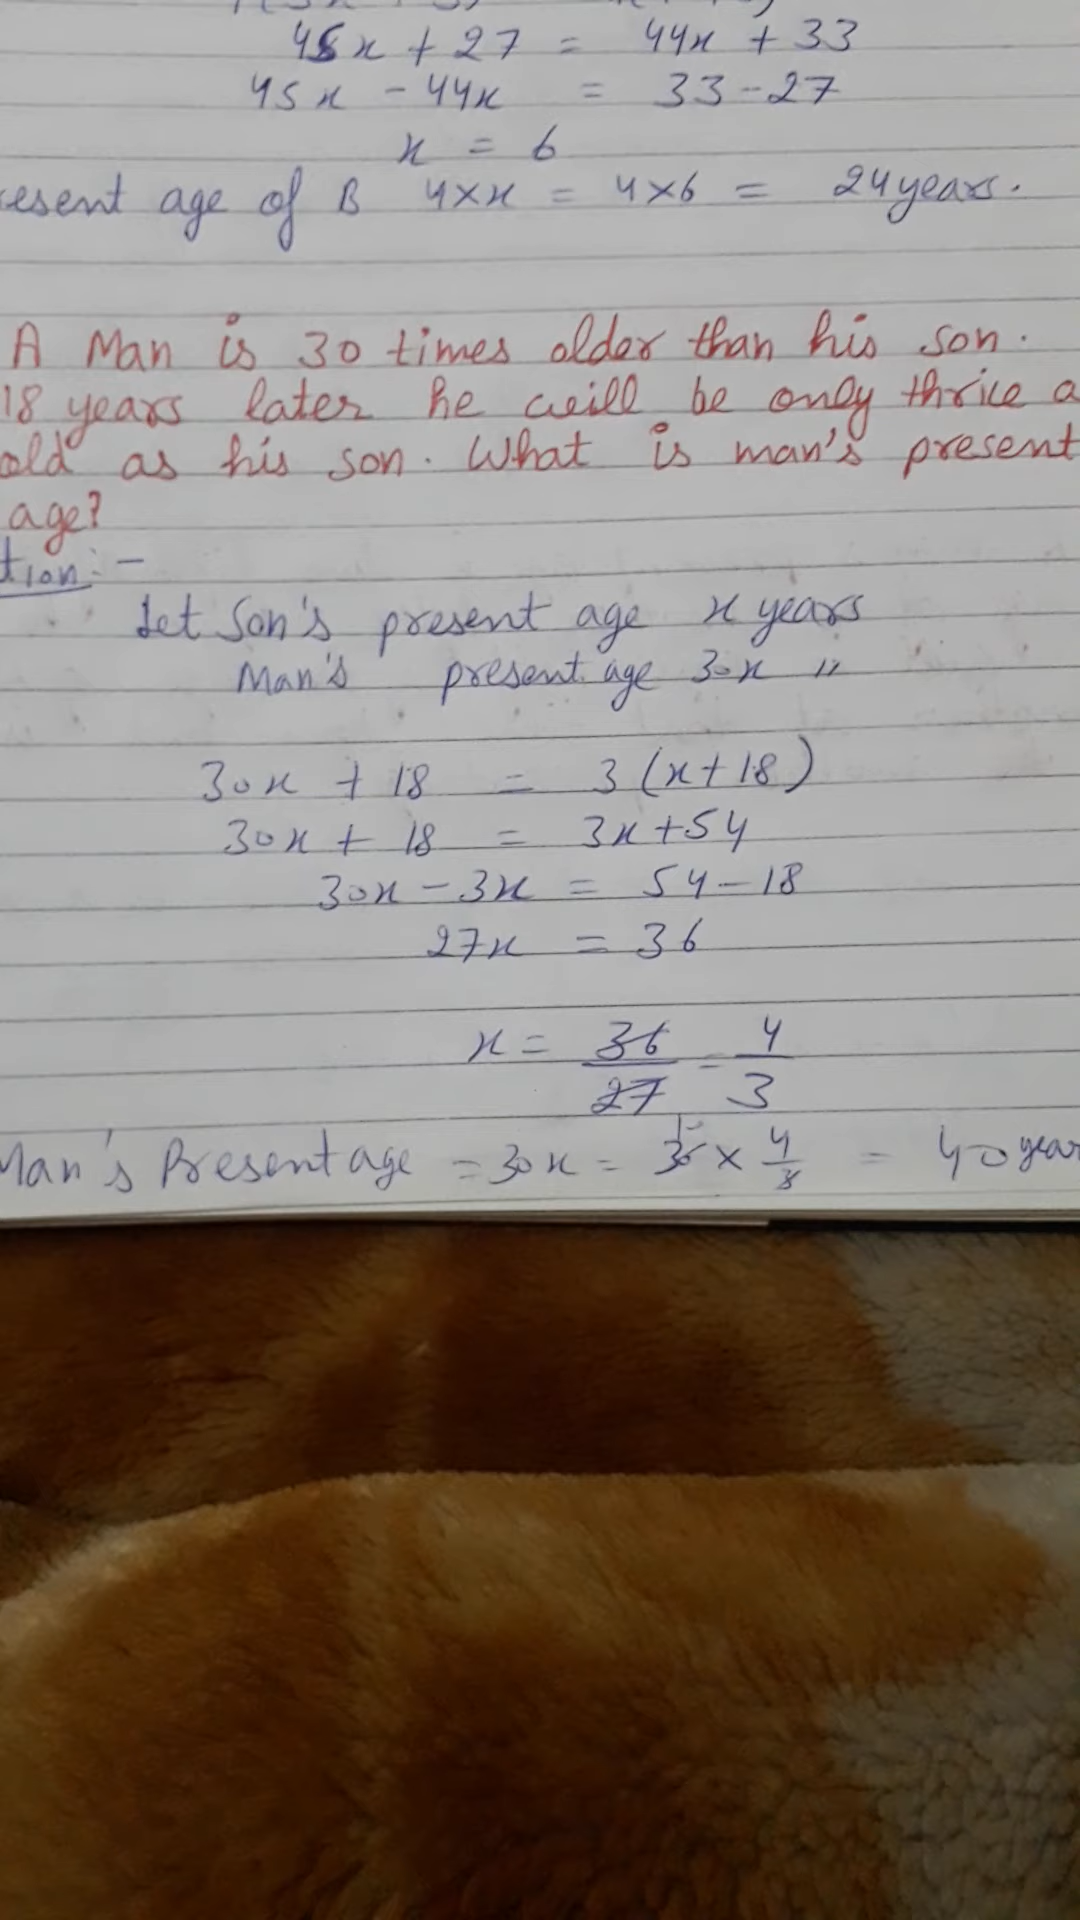 45x + 27 = 44x + 33
45x - 44x = 33-27
x = 6
esent age of B 4×x = 4×6 = 24 years.
A Man is 30 times older than his son.
18 years later he will be only thrice a
old as his son. What is man's present
age?
tion:-
Let Son's present age x years
Man's present age 30x "
30x + 18 = 3(x+18)
30x + 18 = 3x+54
30x - 3x = 54-18
27x = 36
x = 36/27 - 4/3
Man's Present age = 30x = 30 × 4/3 = 40 year